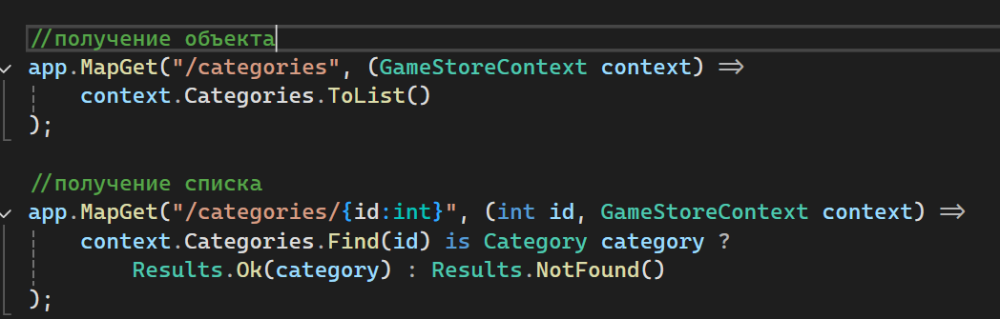 //получение объекта
app.MapGet("/categories", (GameStoreContext context) =>
context.Categories.ToList()
);
//получение списка
app.MapGet("/categories/{id:int}", (int id, GameStoreContext context) =>
context.Categories.Find(id) is Category category ?
Results.Ok(category) : Results.NotFound()
);